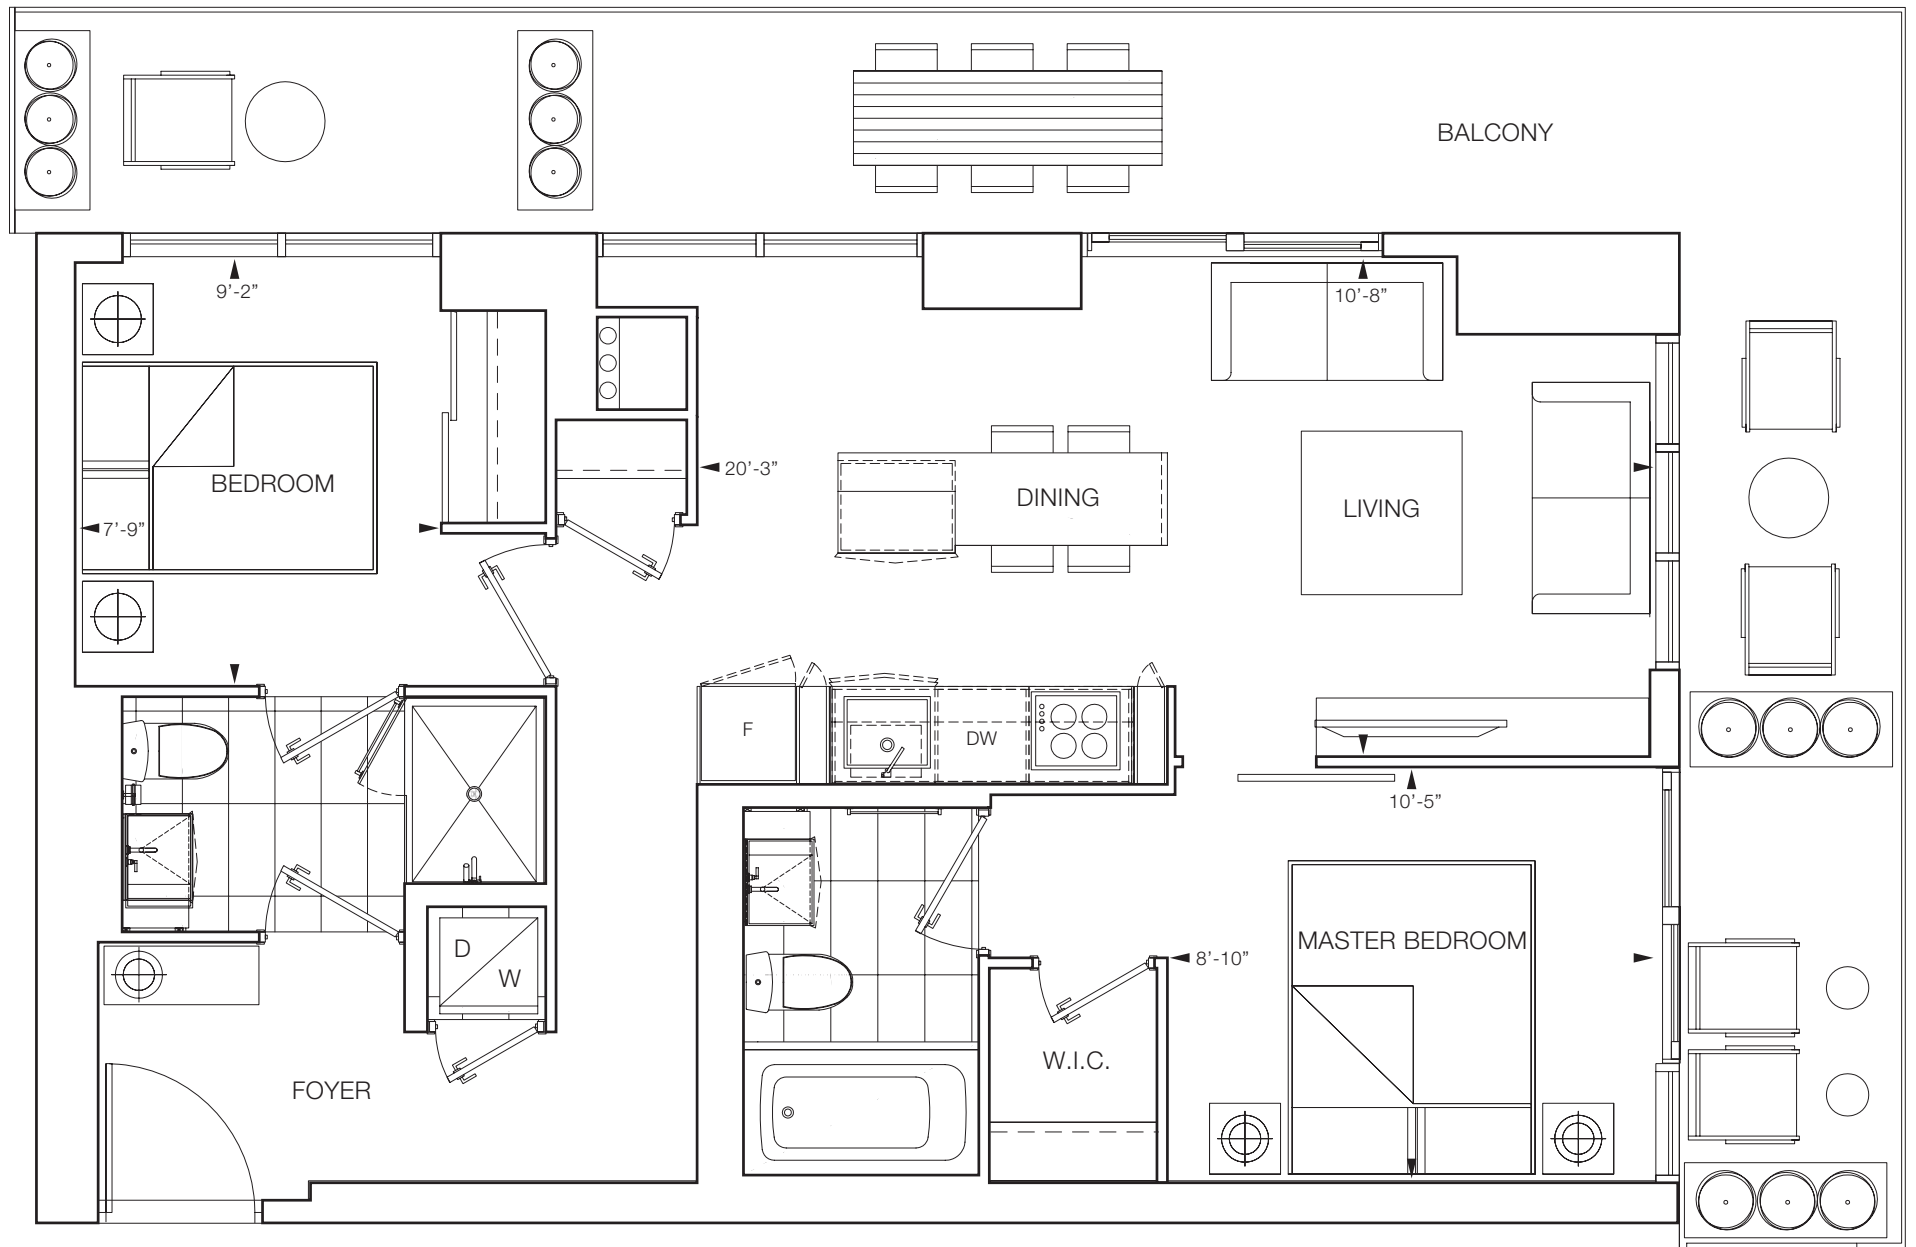 BALCONY
9'-2”
10'-8”
20'-3”
BEDROOM
DINING
LIVING
7'-9”
F
DW
10'-5”
D
W
MASTER BEDROOM
8'-10”
W.I.C.
FOYER